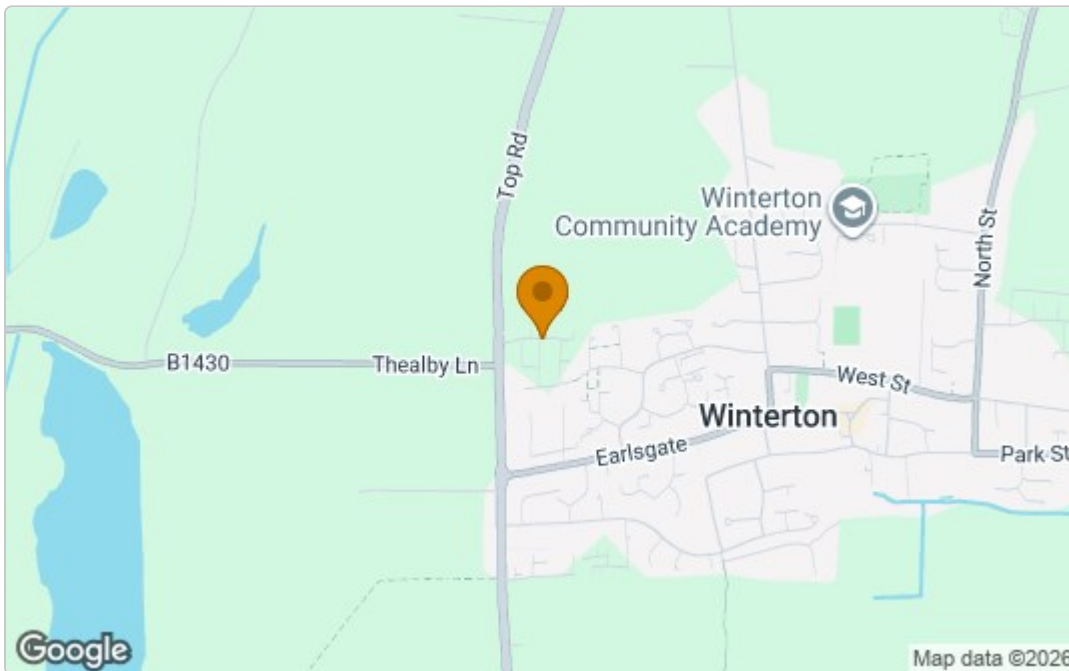 Top Rd
Winterton
Community Academy
North St
B1430
Thealby Ln
West St
Winterton
Earlsgate
Park St
Google
Map data ©2026